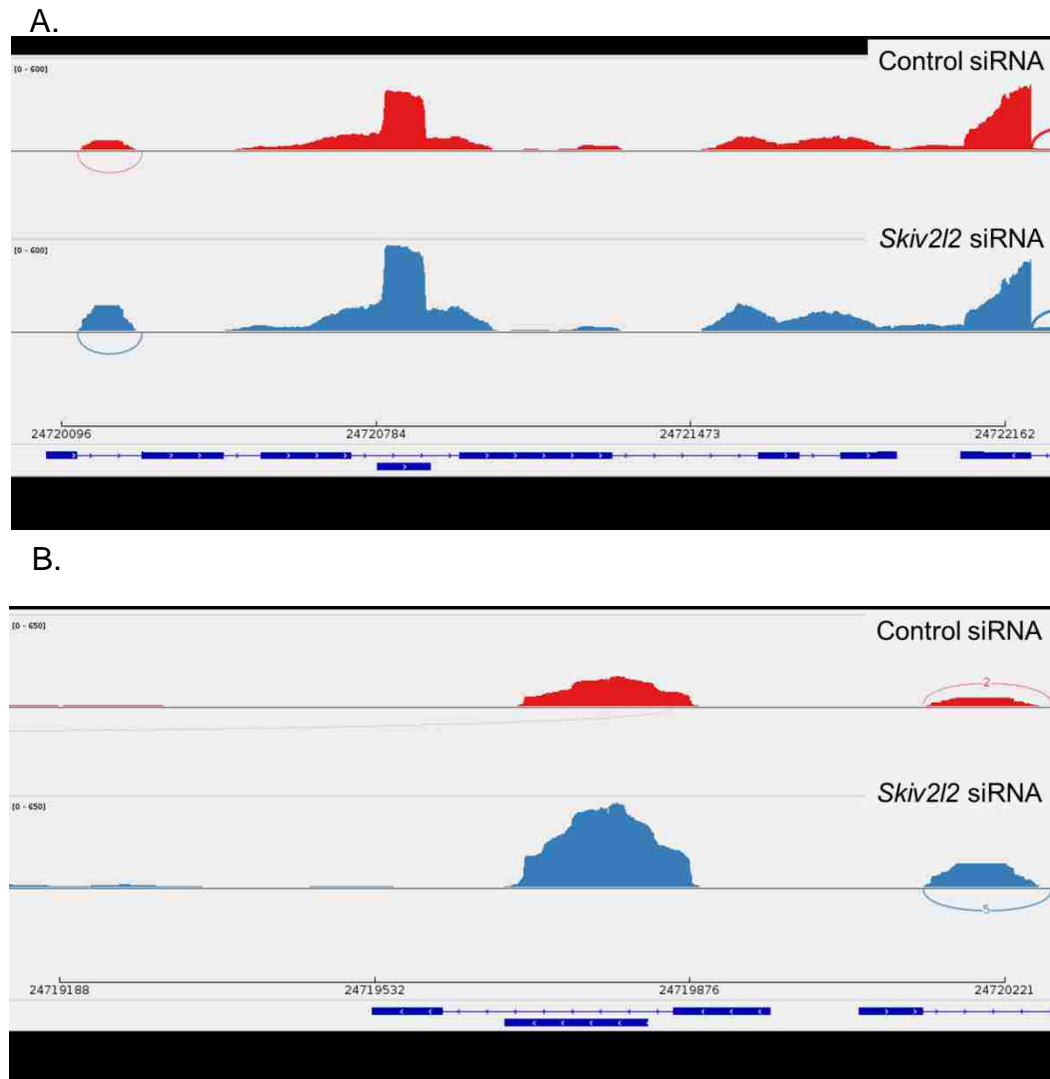 A.
[0 - 600]
Control siRNA
[0 - 600]
Skiv2l2 siRNA
24720096 24720784 24721473 24722162
B.
[0 - 650]
Control siRNA
2
[0 - 650]
Skiv2l2 siRNA
5
24719188 24719532 24719876 24720221